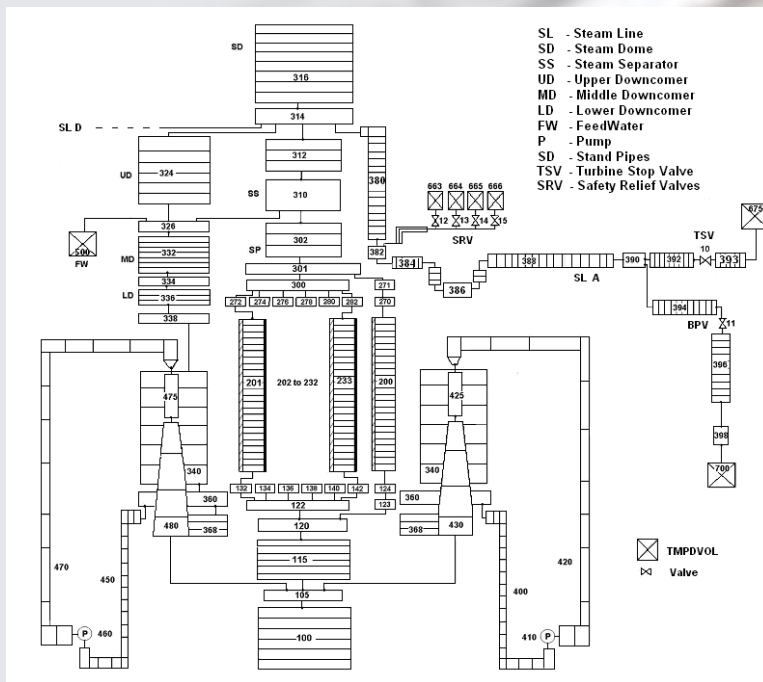 SL - Steam Line
SD - Steam Dome
SS - Steam Separator
UD - Upper Downcomer
MD - Middle Downcomer
LD - Lower Downcomer
FW - FeedWater
P - Pump
SD - Stand Pipes
TSV - Turbine Stop Valve
SRV - Safety Relief Valves
SD
316
314
SL D
312
324
UD
380
310
SS
663 664 665 666
12 13 14 15
SRV
675
TSV
10
326
302
SP
500
FW
332
MD
382
384
388
390
392
393
SL A
301
334
300
271
386
LD
336
272 274 276 278 280 282
270
394
BPV
11
338
201
202 to 232
233
200
396
475
425
398
340
340
700
132 134 136 138 140 142
124
360
122
123
360
480
368
120
368
430
TMPDVOL
Valve
470
450
115
400
420
105
460
P
100
410
P